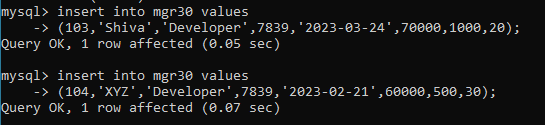 mysql> insert into mgr30 values
-> (103,'Shiva','Developer',7839,'2023-03-24',70000,1000,20);
Query OK, 1 row affected (0.05 sec)
mysql> insert into mgr30 values
-> (104,'XYZ','Developer',7839,'2023-02-21',60000,500,30);
Query OK, 1 row affected (0.07 sec)